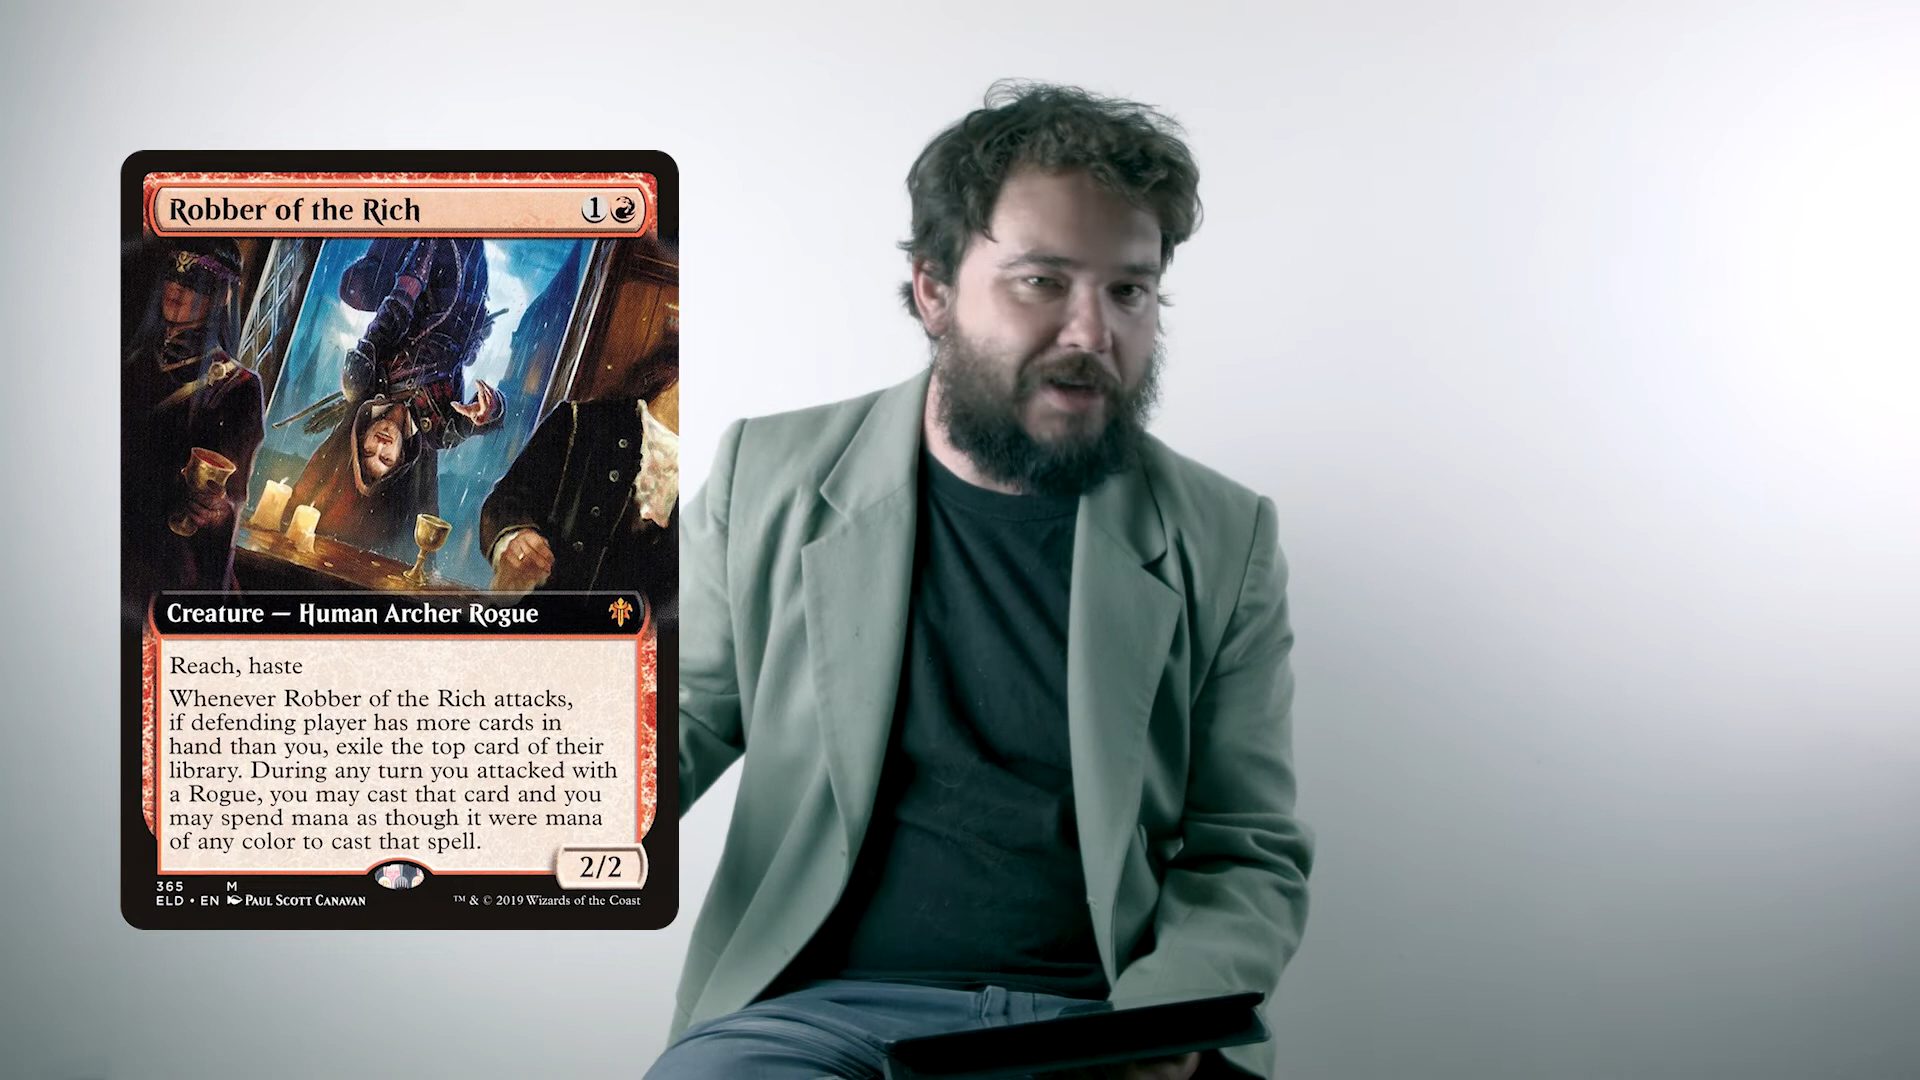 Robber of the Rich 1
Creature — Human Archer Rogue
Reach, haste
Whenever Robber of the Rich attacks,
if defending player has more cards in
hand than you, exile the top card of their
library. During any turn you attacked with
a Rogue, you may cast that card and you
may spend mana as though it were mana
of any color to cast that spell.
2/2
365 M
ELD • EN PAUL SCOTT CANAVAN ™ & © 2019 Wizards of the Coast